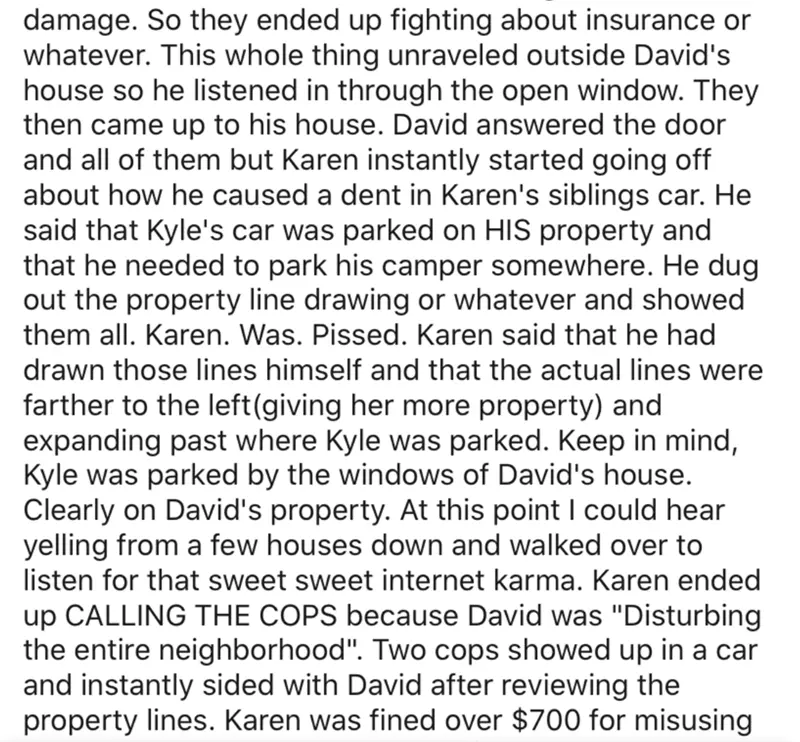 damage. So they ended up fighting about insurance or
whatever. This whole thing unraveled outside David's
house so he listened in through the open window. They
then came up to his house. David answered the door
and all of them but Karen instantly started going off
about how he caused a dent in Karen's siblings car. He
said that Kyle's car was parked on HIS property and
that he needed to park his camper somewhere. He dug
out the property line drawing or whatever and showed
them all. Karen. Was. Pissed. Karen said that he had
drawn those lines himself and that the actual lines were
farther to the left(giving her more property) and
expanding past where Kyle was parked. Keep in mind,
Kyle was parked by the windows of David's house.
Clearly on David's property. At this point I could hear
yelling from a few houses down and walked over to
listen for that sweet sweet internet karma. Karen ended
up CALLING THE COPS because David was "Disturbing
the entire neighborhood". Two cops showed up in a car
and instantly sided with David after reviewing the
property lines. Karen was fined over $700 for misusing